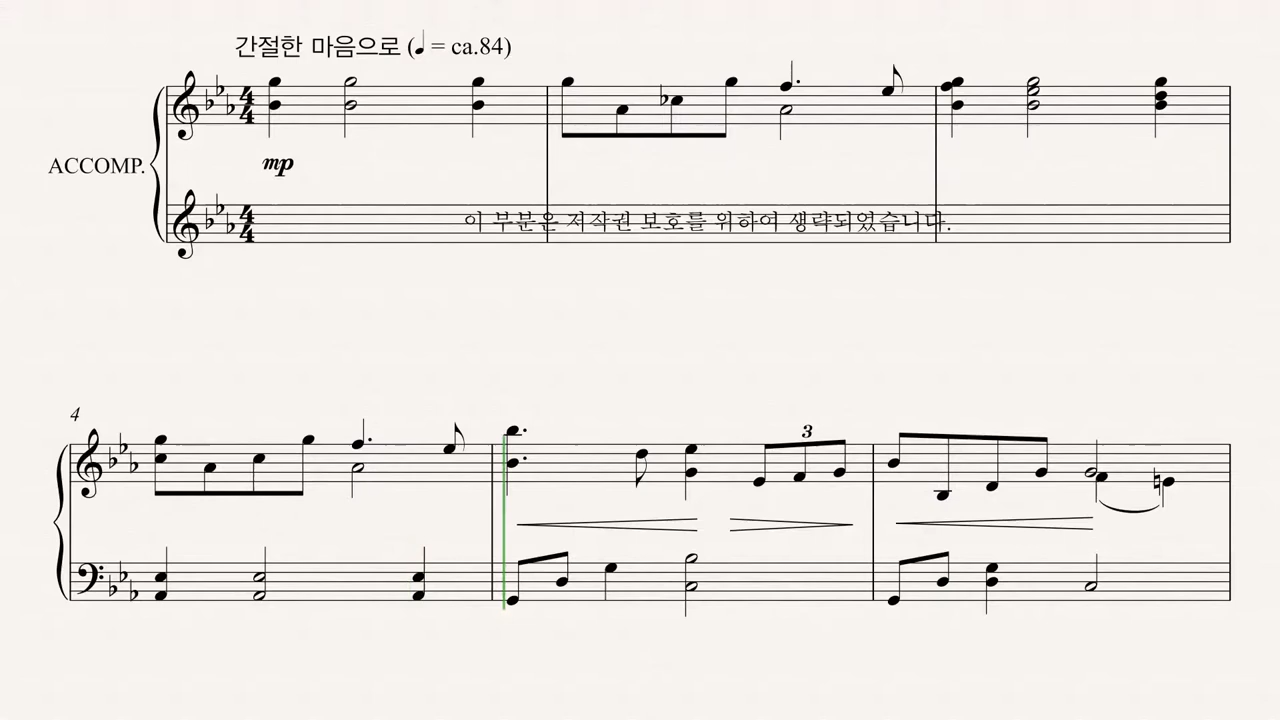 간절한 마음으로 (♩ = ca.84)
ACCOMP.
mp
이 부분은 저작권 보호를 위하여 생략되었습니다.
4
3